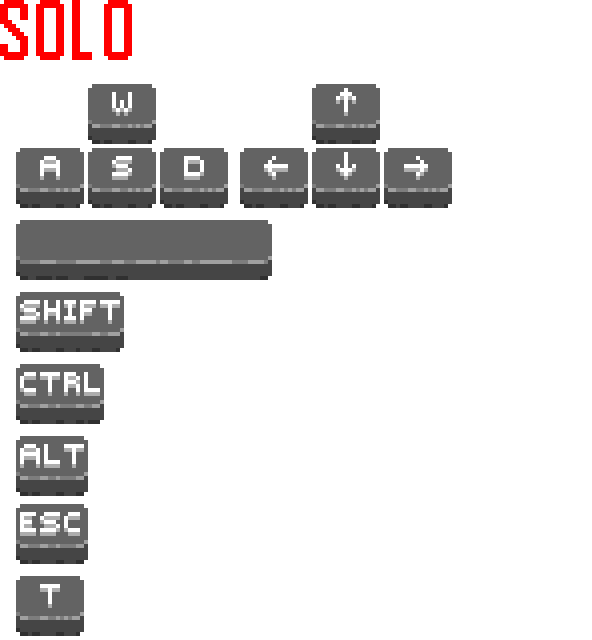 SOLO
W ↑
A S D ← ↓ →
SHIFT
CTRL
ALT
ESC
T